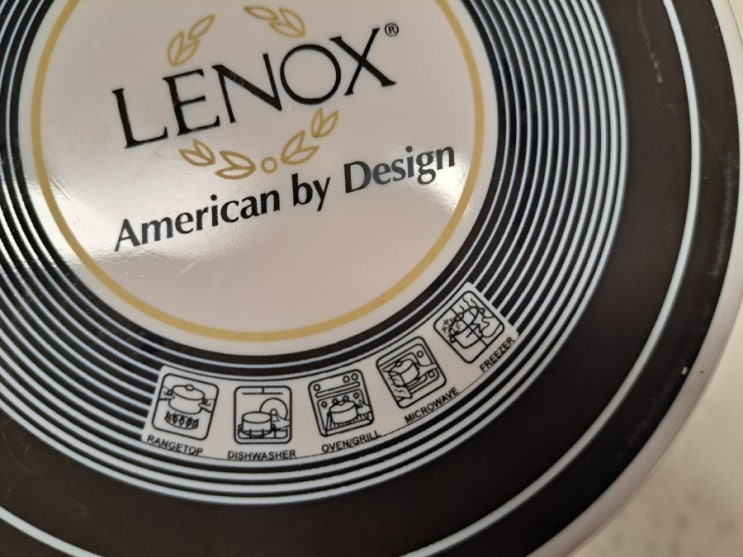 LENOX®
American by Design
RANGETOP
DISHWASHER
OVEN/GRILL
MICROWAVE
FREEZER